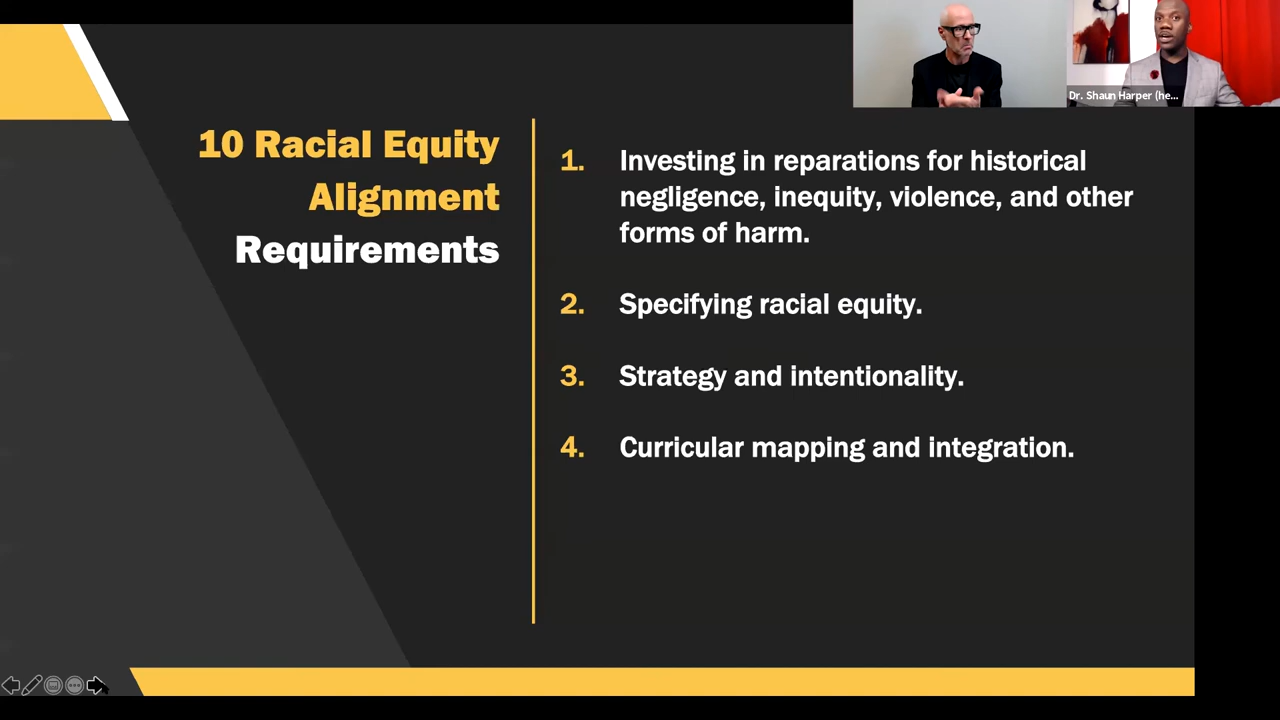 Dr. Shaun Harper (he...
10 Racial Equity
Alignment
Requirements
1. Investing in reparations for historical
negligence, inequity, violence, and other
forms of harm.
2. Specifying racial equity.
3. Strategy and intentionality.
4. Curricular mapping and integration.